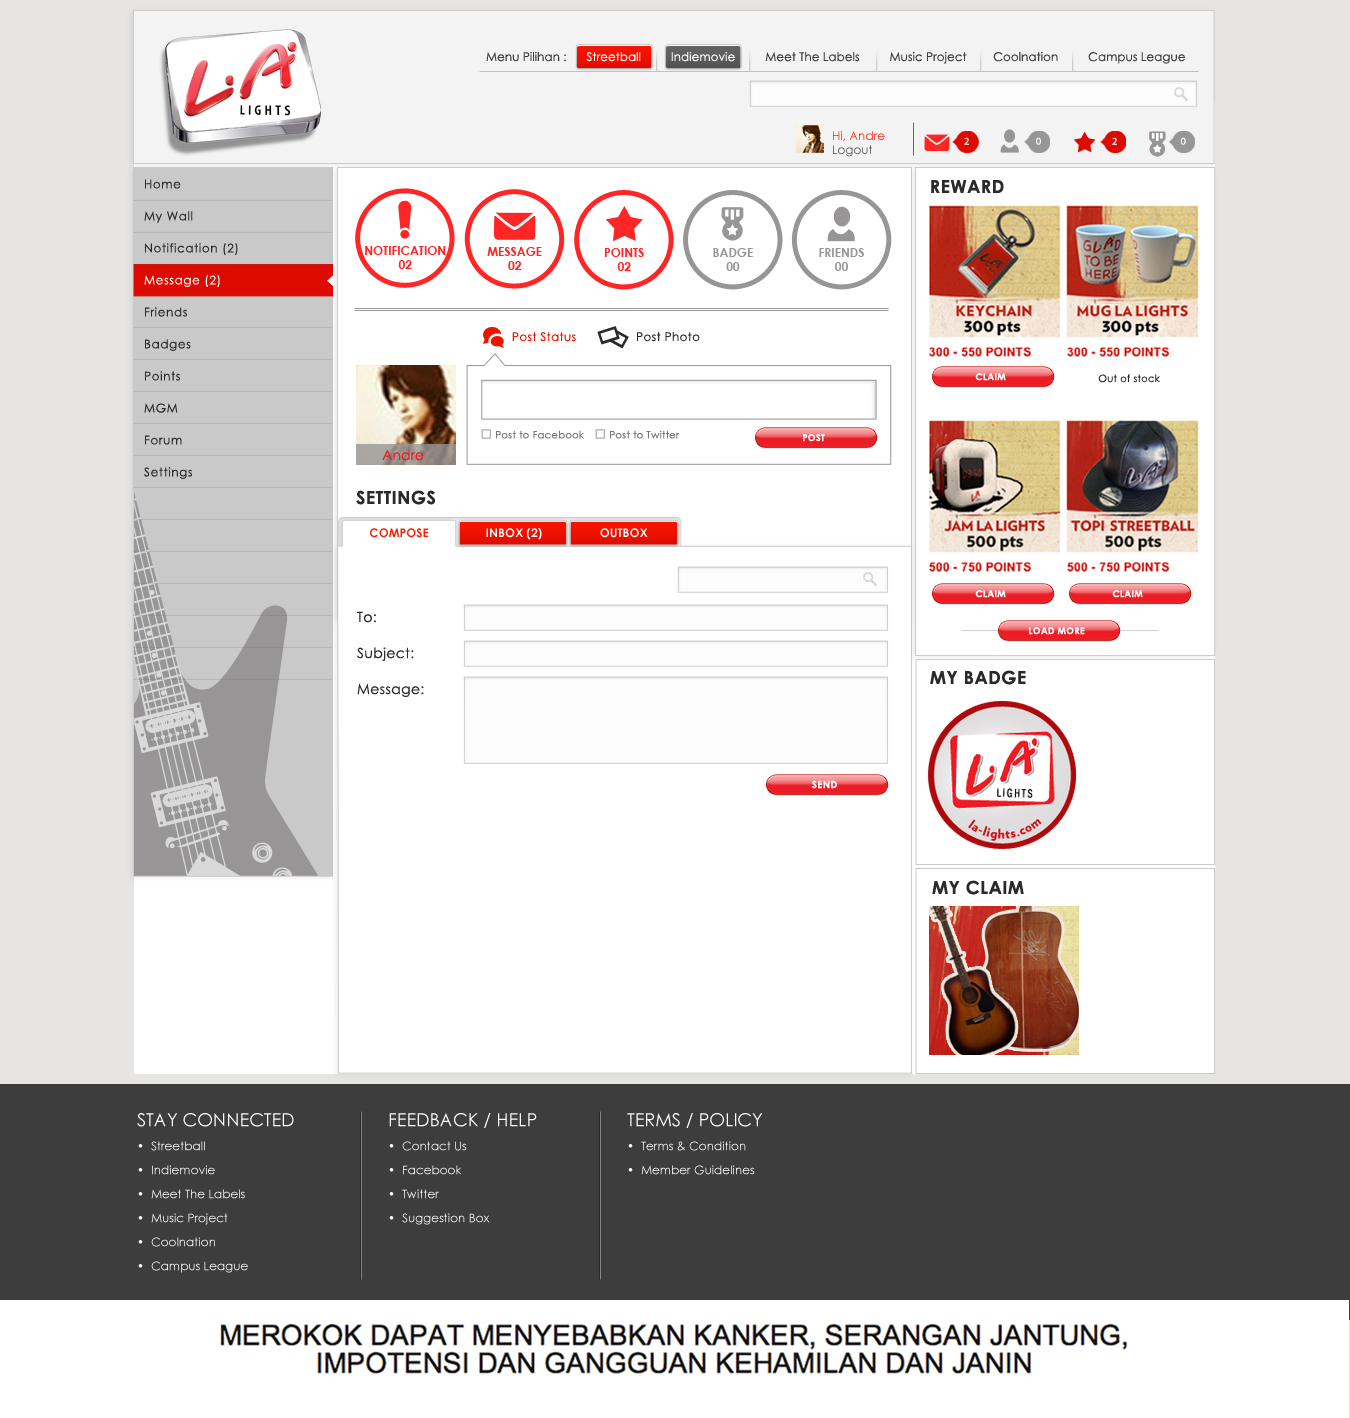 L.A
LIGHTS
Menu Pilihan :
Streetball
Indiemovie
Meet The Labels
Music Project
Coolnation
Campus League
Hi, Andre
Logout
2
0
2
0
Home
My Wall
Notification (2)
Message (2)
Friends
Badges
Points
MGM
Forum
Settings
NOTIFICATION
02
MESSAGE
02
POINTS
02
BADGE
00
FRIENDS
00
Post Status
Post Photo
Andre
Post to Facebook
Post to Twitter
POST
SETTINGS
COMPOSE
INBOX (2)
OUTBOX
To:
Subject:
Message:
SEND
REWARD
LA
KEYCHAIN
300 pts
300 - 550 POINTS
CLAIM
GLAD
TO BE
HERE
MUG LA LIGHTS
300 pts
300 - 550 POINTS
Out of stock
LA
JAM LA LIGHTS
500 pts
500 - 750 POINTS
CLAIM
LA
TOPI STREETBALL
500 pts
500 - 750 POINTS
CLAIM
LOAD MORE
MY BADGE
L.A
LIGHTS
la-lights.com
MY CLAIM
STAY CONNECTED
• Streetball
• Indiemovie
• Meet The Labels
• Music Project
• Coolnation
• Campus League
FEEDBACK / HELP
• Contact Us
• Facebook
• Twitter
• Suggestion Box
TERMS / POLICY
• Terms & Condition
• Member Guidelines
MEROKOK DAPAT MENYEBABKAN KANKER, SERANGAN JANTUNG,
IMPOTENSI DAN GANGGUAN KEHAMILAN DAN JANIN